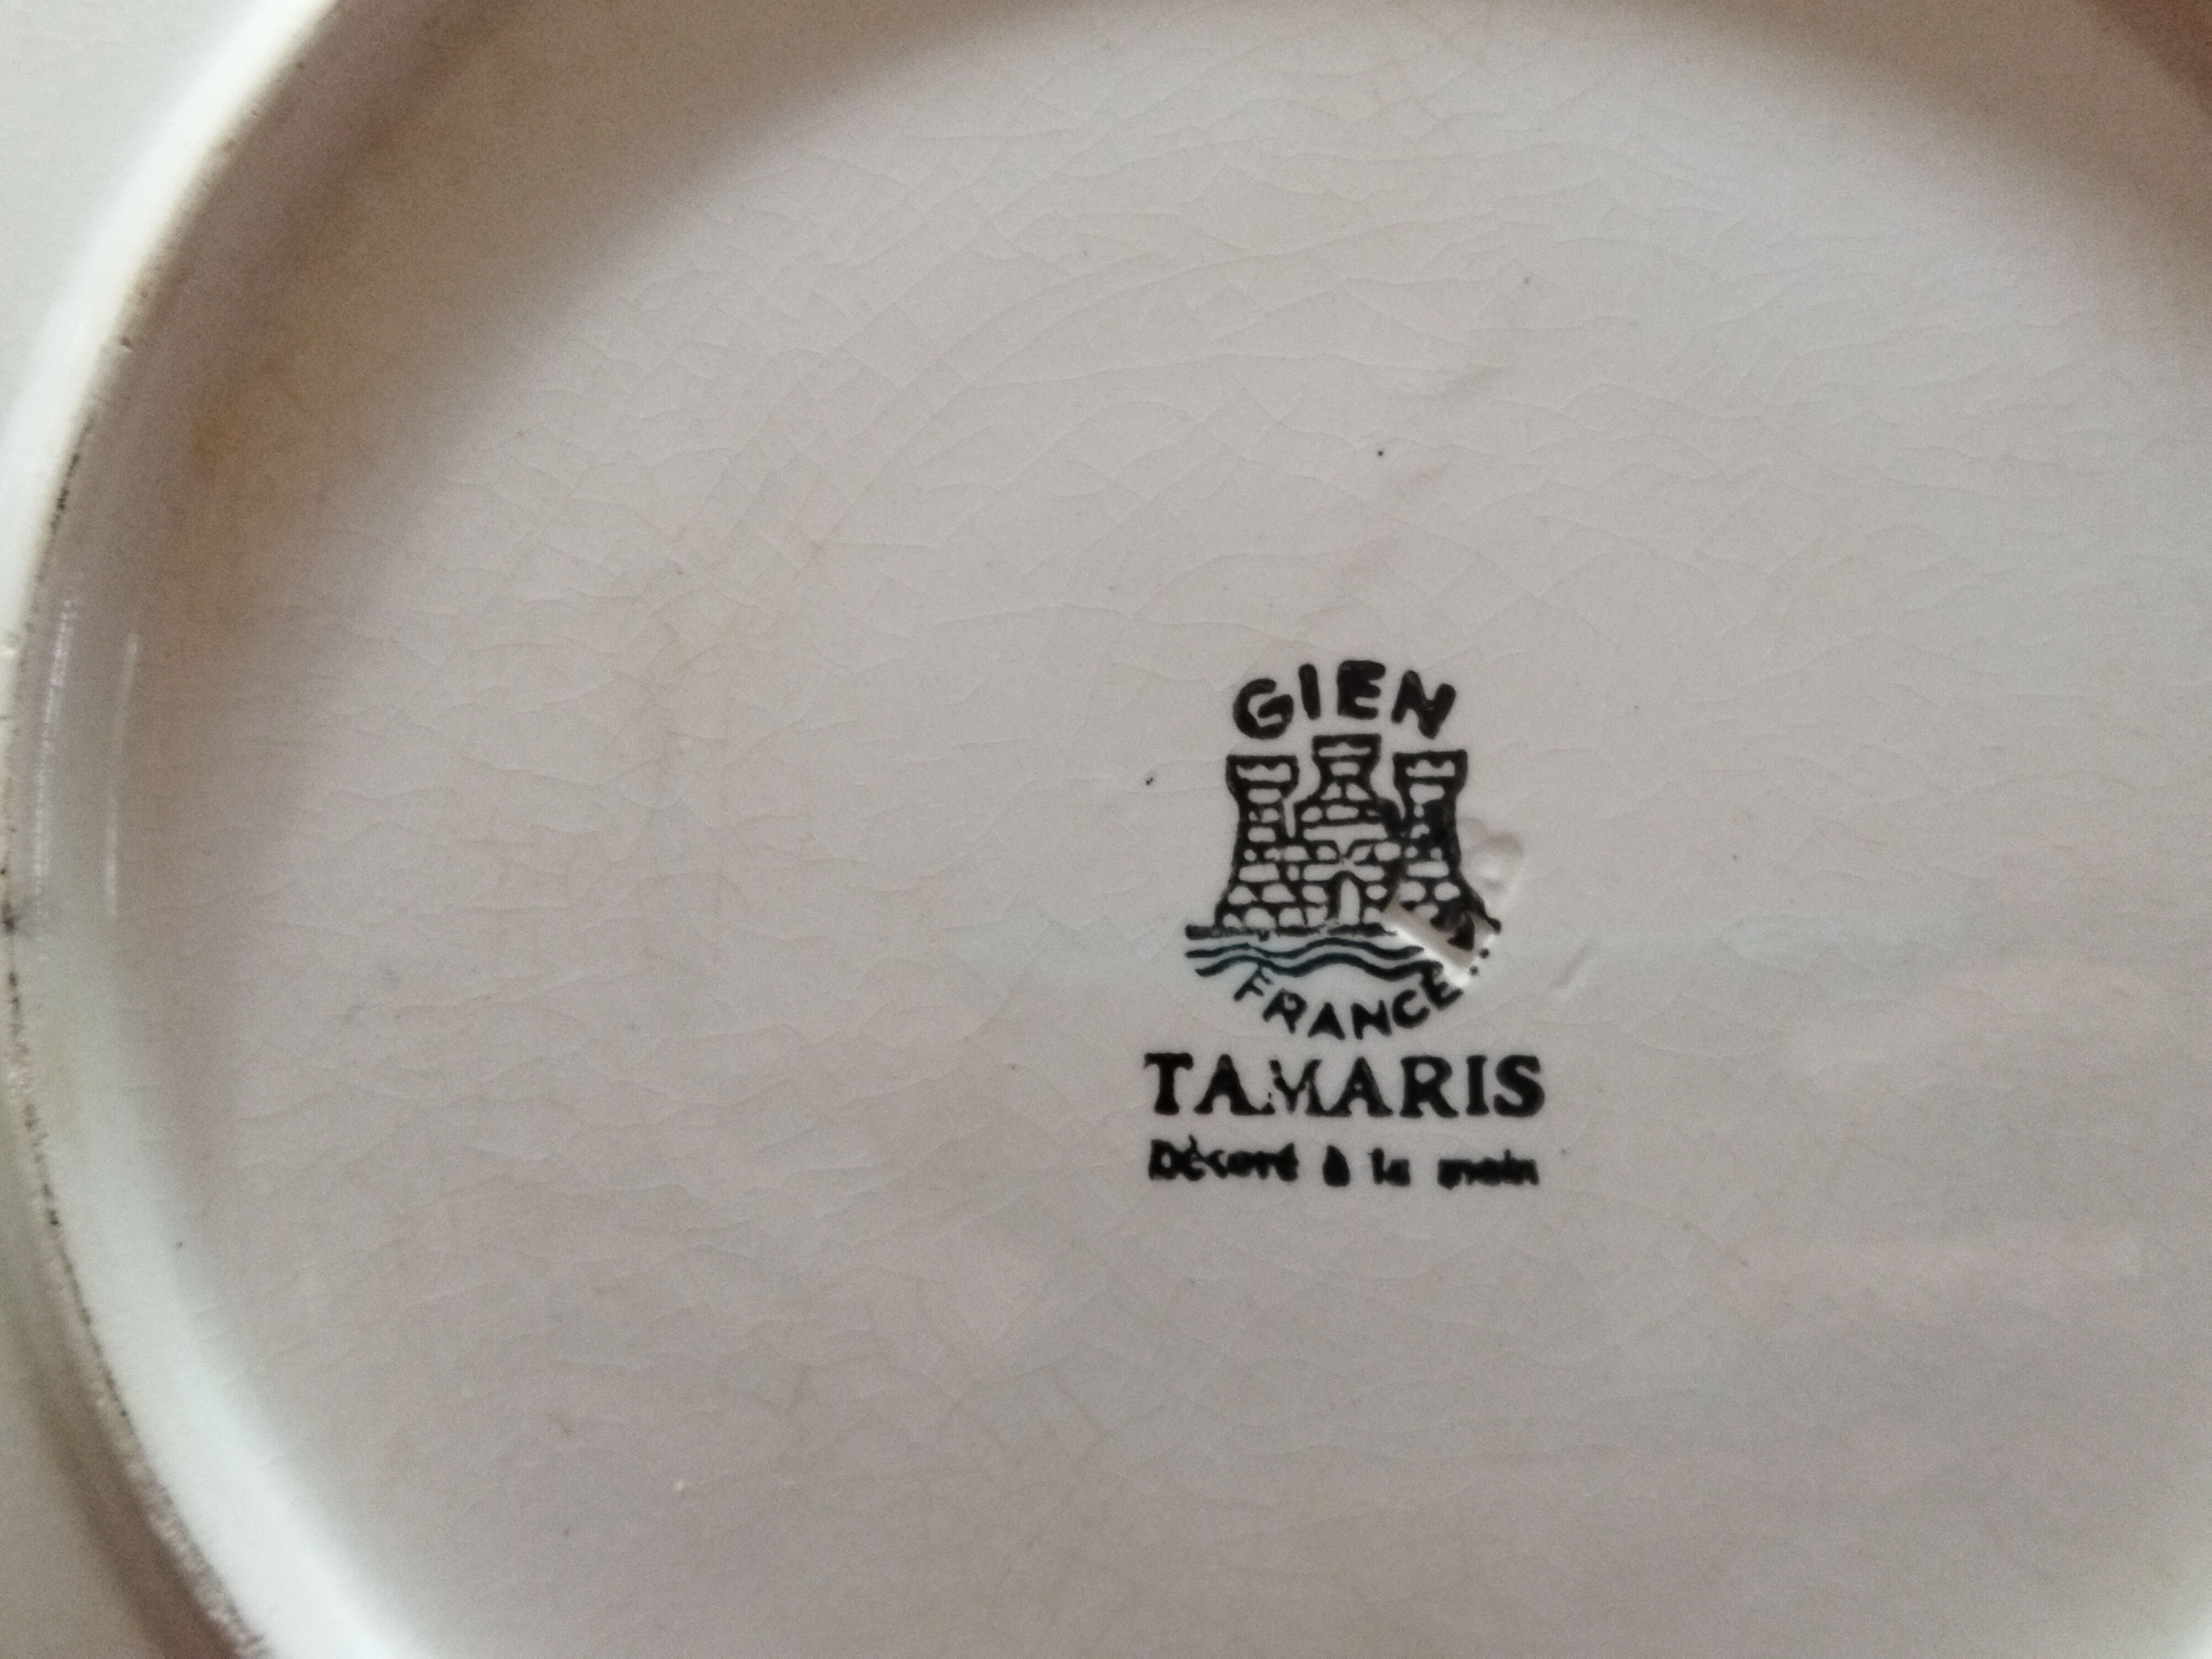 GIEN
FRANCE
TAMARIS
Décoré à la main